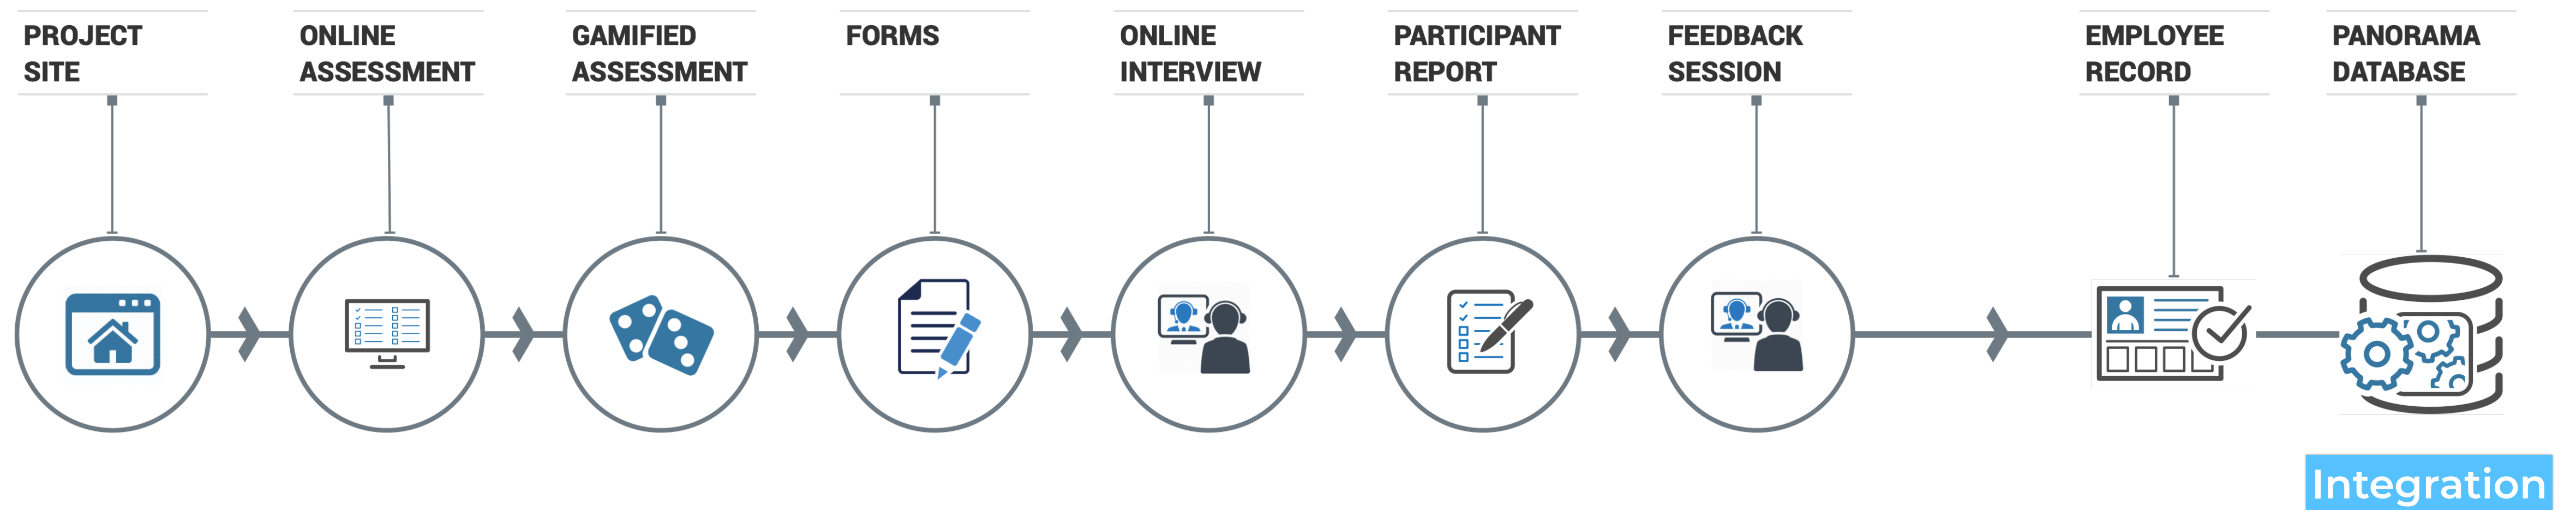 PROJECT
SITE
ONLINE
ASSESSMENT
GAMIFIED
ASSESSMENT
FORMS
ONLINE
INTERVIEW
PARTICIPANT
REPORT
FEEDBACK
SESSION
EMPLOYEE
RECORD
PANORAMA
DATABASE
Integration